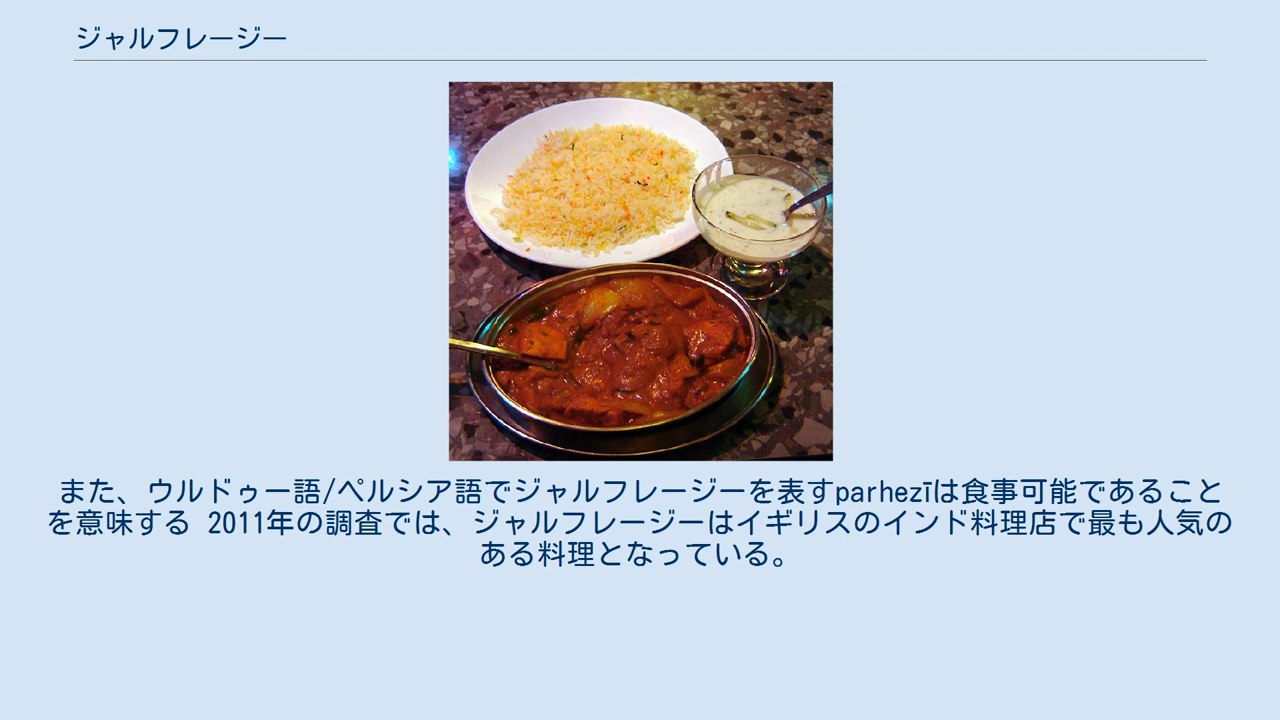 ジャルフレージー
また、ウルドゥー語/ペルシア語でジャルフレージーを表すparhezīは食事可能であること
を意味する 2011年の調査では、ジャルフレージーはイギリスのインド料理店で最も人気の
ある料理となっている。